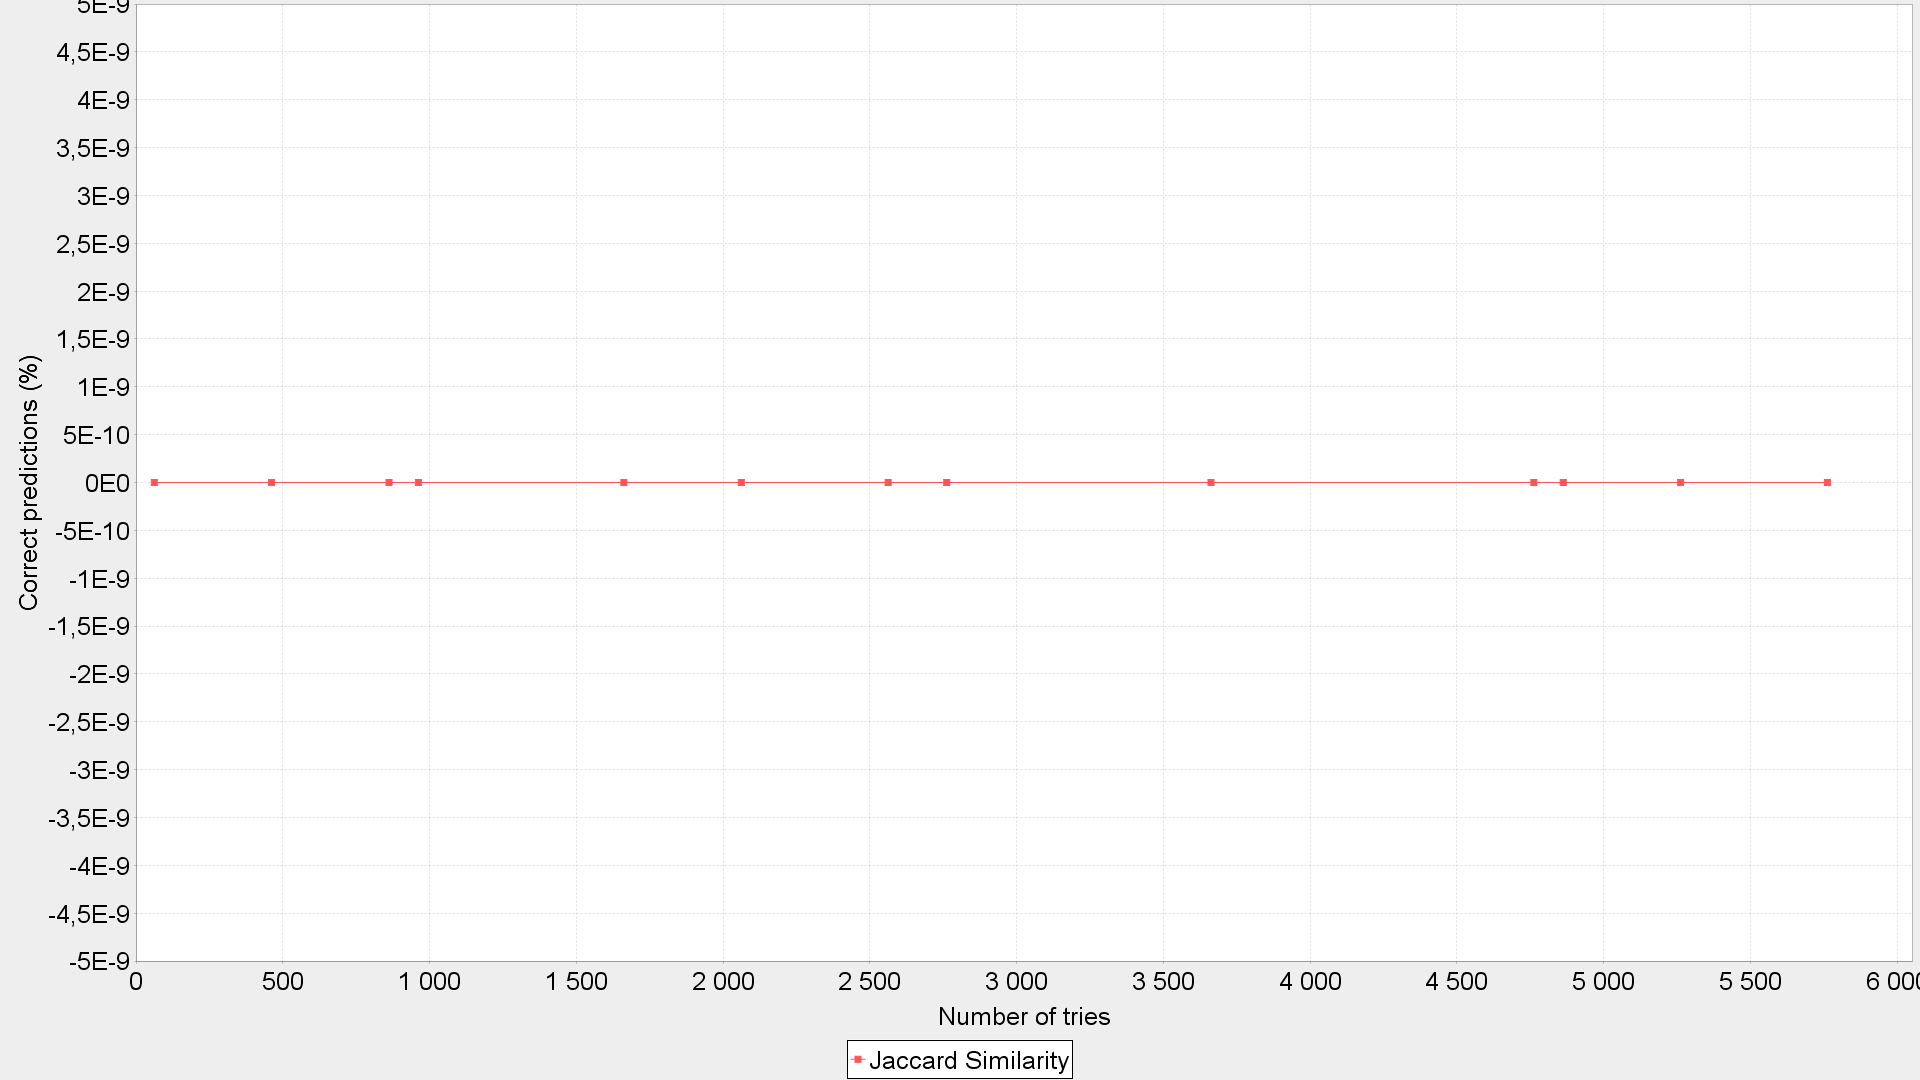 5E-9
4,5E-9
4E-9
3,5E-9
3E-9
2,5E-9
2E-9
1,5E-9
1E-9
5E-10
0E0
-5E-10
-1E-9
-1,5E-9
-2E-9
-2,5E-9
-3E-9
-3,5E-9
-4E-9
-4,5E-9
-5E-9
Correct predictions (%)
0 500 1 000 1 500 2 000 2 500 3 000 3 500 4 000 4 500 5 000 5 500 6 000
Number of tries
Jaccard Similarity